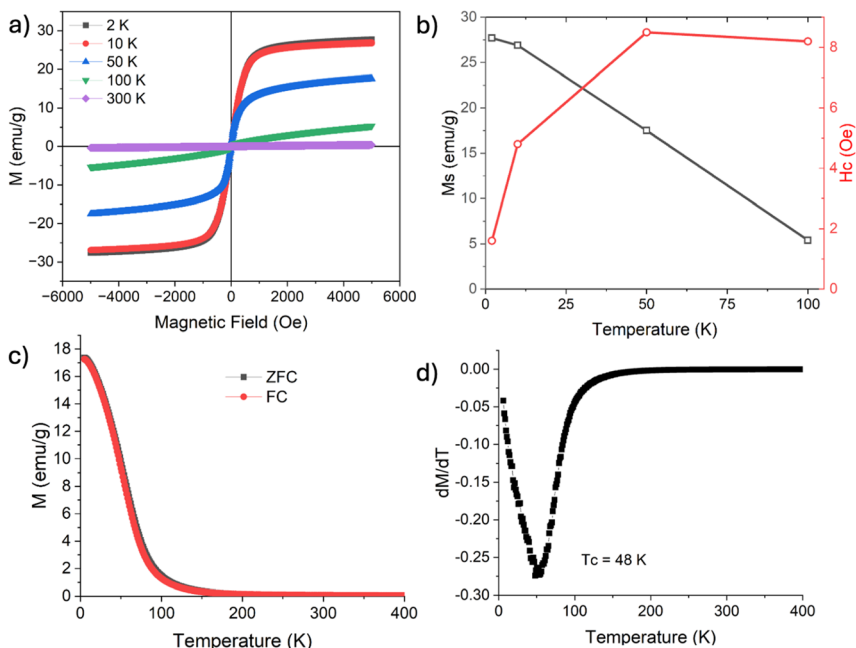 a)
2 K
10 K
50 K
100 K
300 K
M (emu/g)
30
20
10
0
−10
−20
−30
−6000 −4000 −2000 0 2000 4000 6000
Magnetic Field (Oe)
b)
Ms (emu/g)
30
25
20
15
10
5
0
0 25 50 75 100
Temperature (K)
8
6
4
2
0
Hc (Oe)
c)
ZFC
FC
M (emu/g)
18
16
14
12
10
8
6
4
2
0
0 100 200 300 400
Temperature (K)
d)
dM/dT
0.00
-0.05
-0.10
-0.15
-0.20
-0.25
-0.30
Tc = 48 K
0 100 200 300 400
Temperature (K)